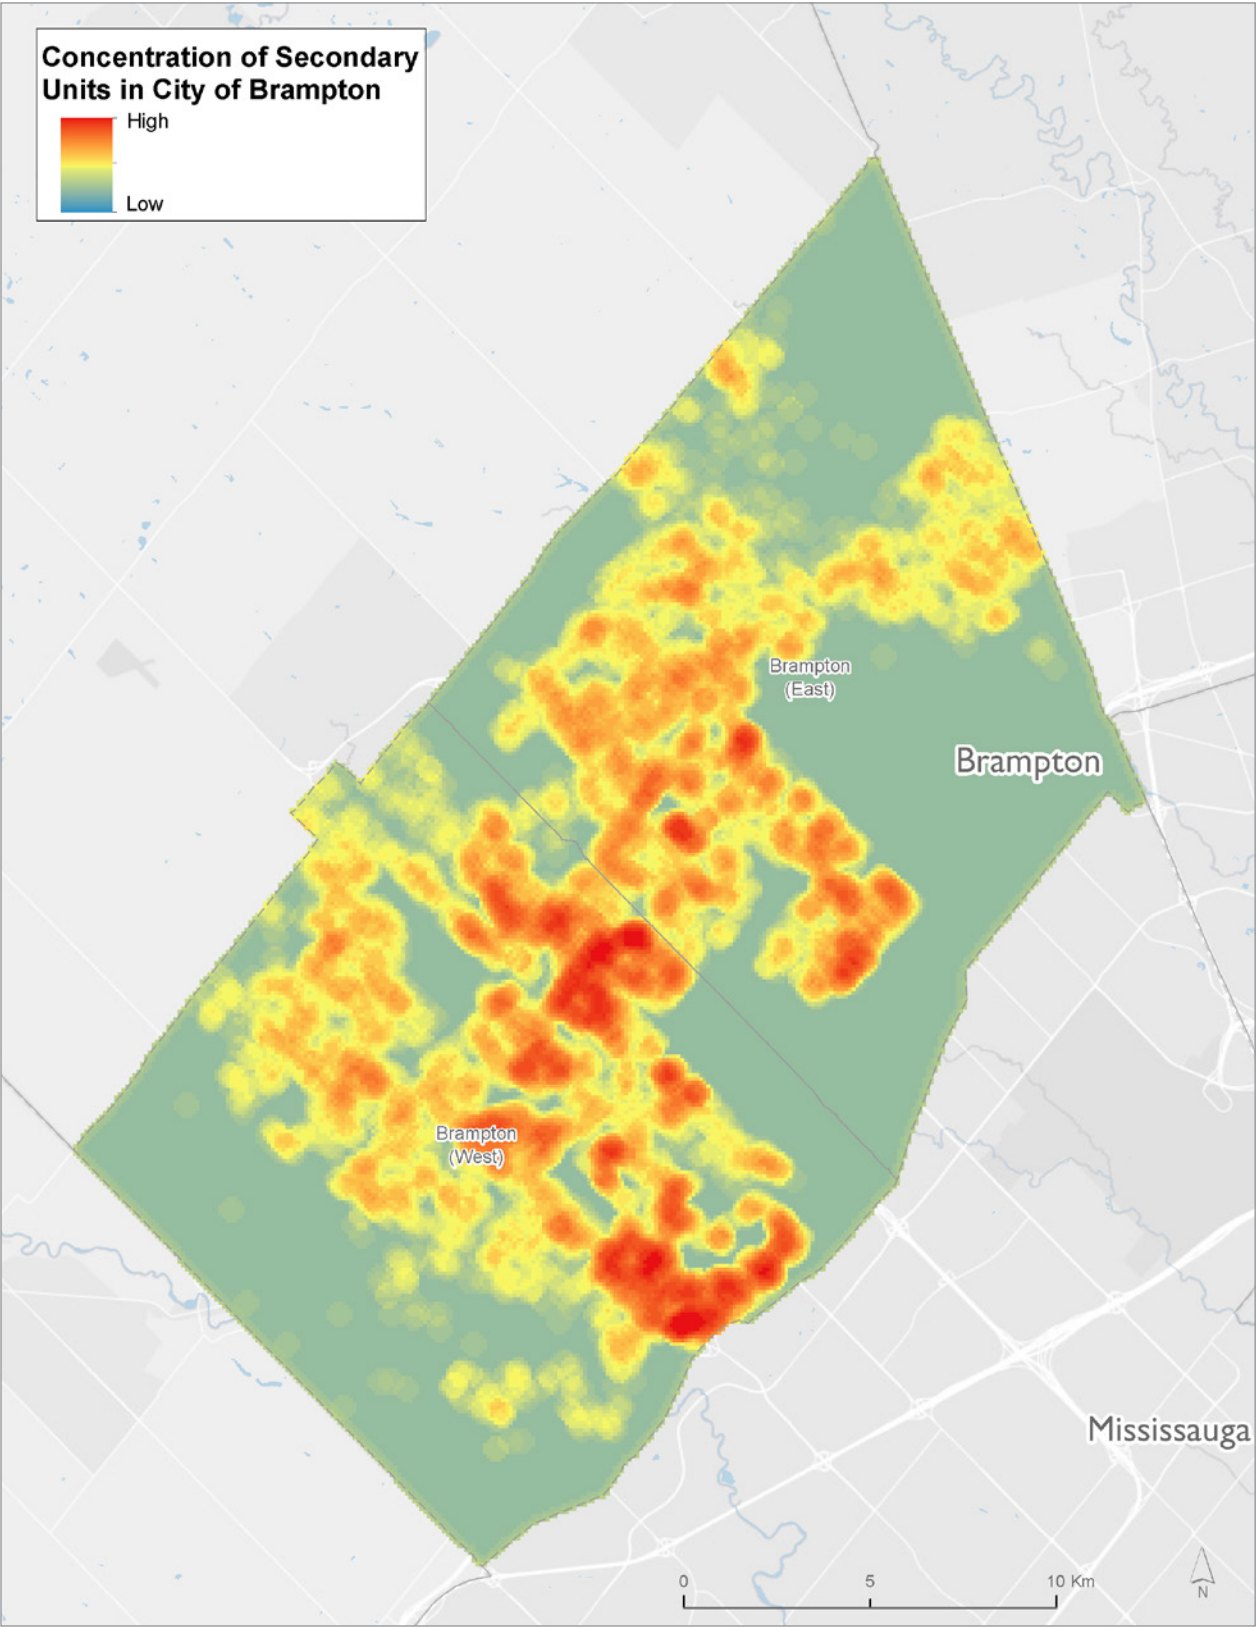 Concentration of Secondary
Units in City of Brampton
High
Low
Brampton
(East)
Brampton
Brampton
(West)
Mississauga
0 5 10 Km
N